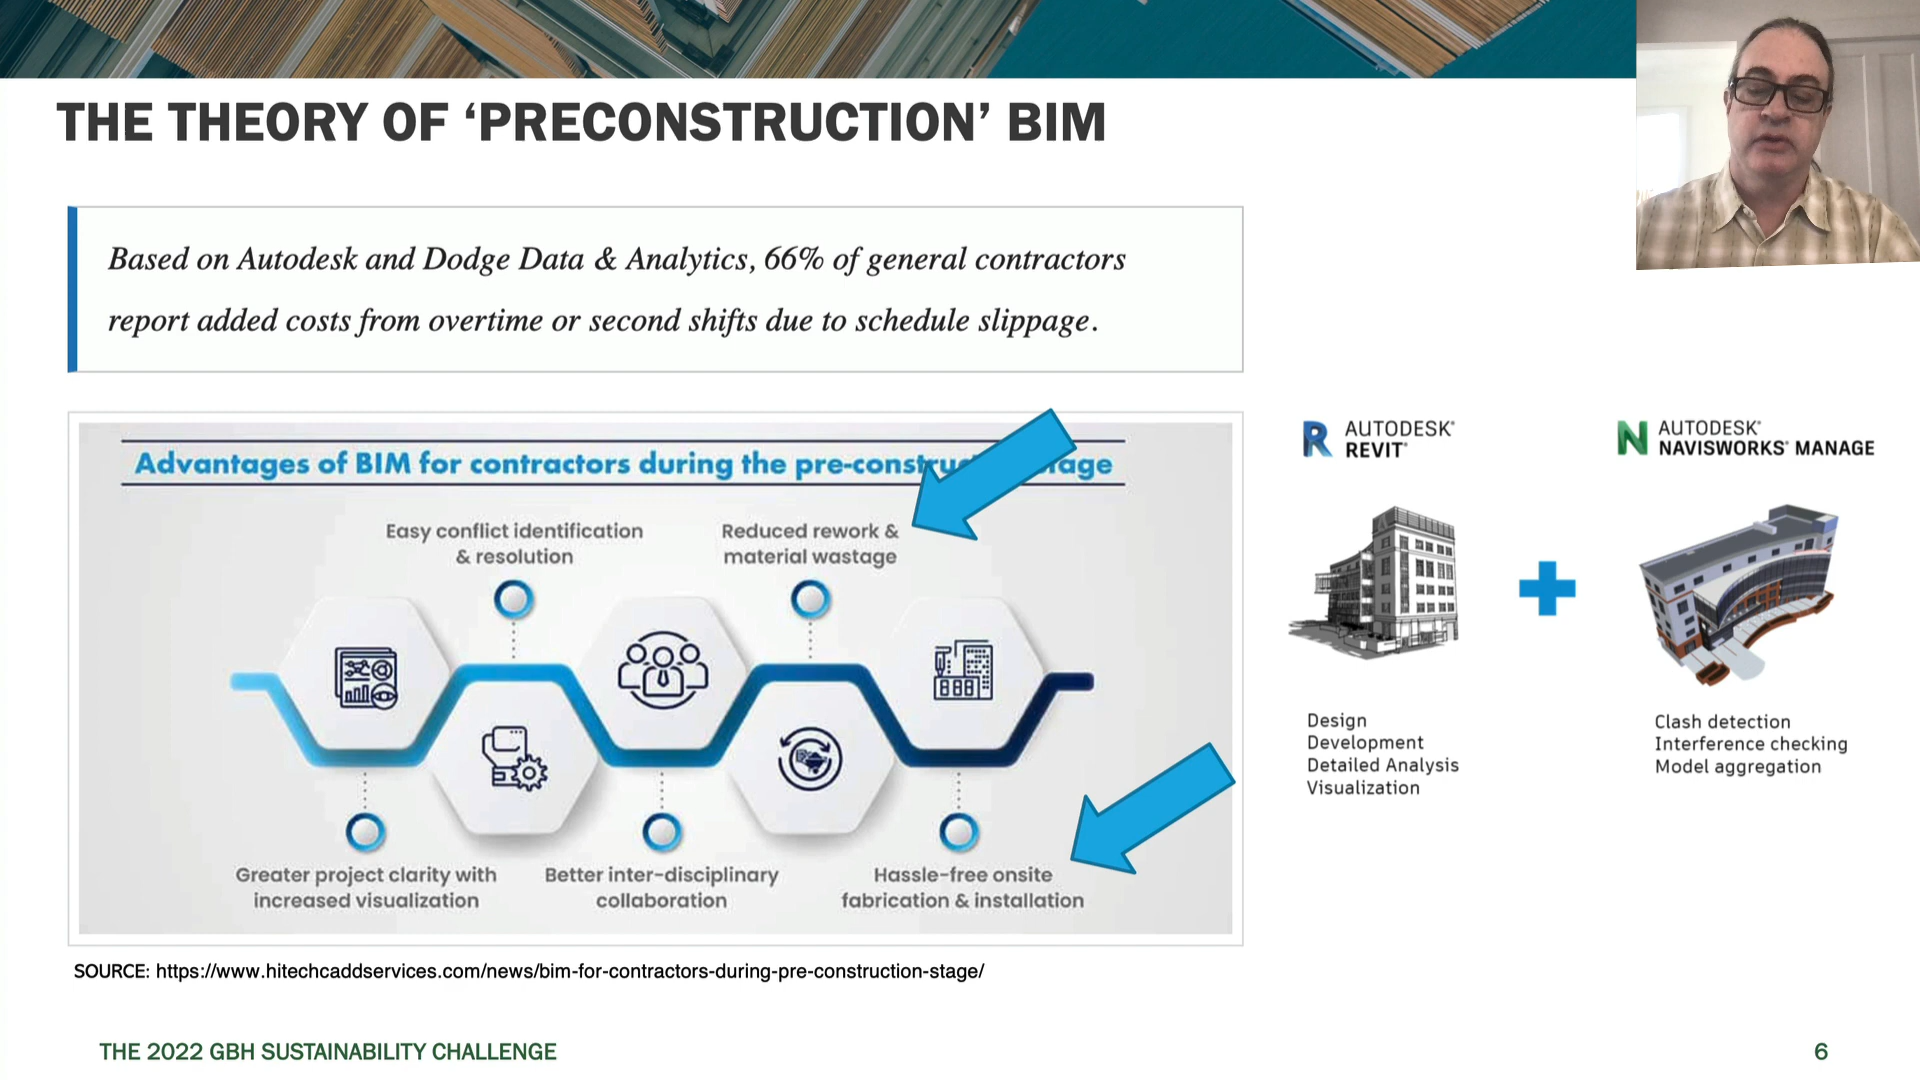 THE THEORY OF ‘PRECONSTRUCTION’ BIM
Based on Autodesk and Dodge Data & Analytics, 66% of general contractors
report added costs from overtime or second shifts due to schedule slippage.
Advantages of BIM for contractors during the
Easy conflict identification
& resolution
Reduced rework &
material wastage
Greater project clarity with
increased visualization
Better inter-disciplinary
collaboration
Hassle-free onsite
fabrication & installation
SOURCE: https://www.hitechcaddservices.com/news/bim-for-contractors-during-pre-construction-stage/
R AUTODESK®
REVIT®
Design
Development
Detailed Analysis
Visualization
N AUTODESK®
NAVISWORKS® MANAGE
Clash detection
Interference checking
Model aggregation
THE 2022 GBH SUSTAINABILITY CHALLENGE
6